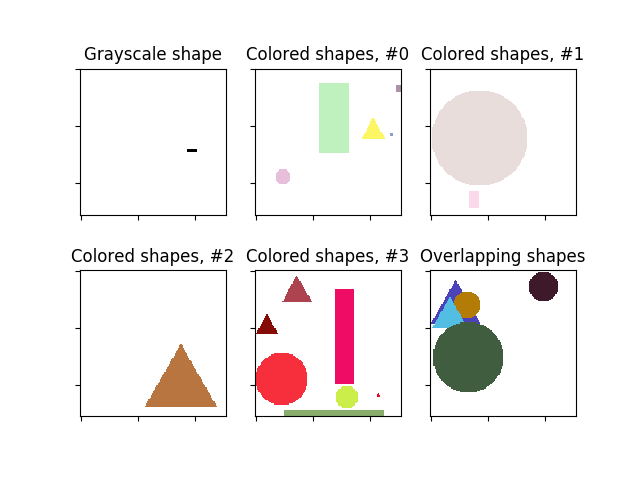 Grayscale shape
Colored shapes, #0
Colored shapes, #1
Colored shapes, #2
Colored shapes, #3
Overlapping shapes